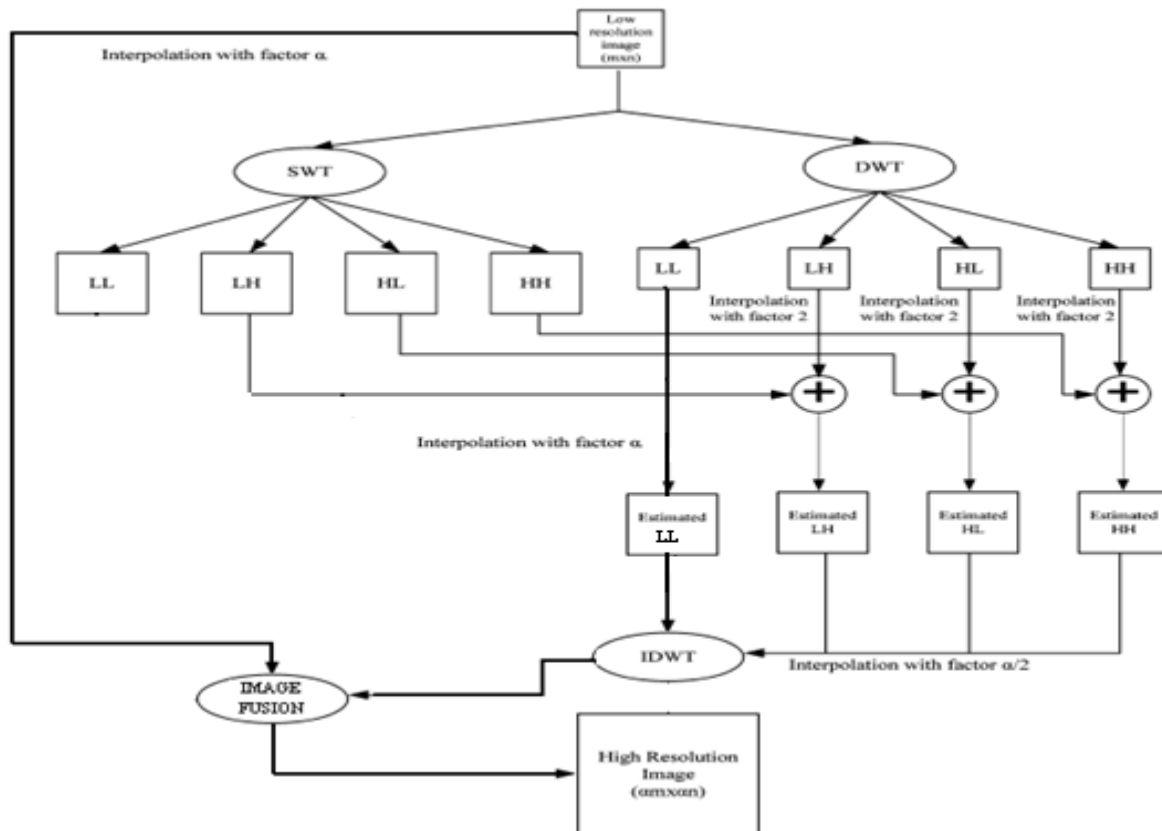 Low
resolution
image
(mxn)
Interpolation with factor α
SWT
DWT
LL
LH
HL
HH
LL
LH
HL
HH
Interpolation
with factor 2
Interpolation
with factor 2
Interpolation
with factor 2
+
+
+
Interpolation with factor α
Estimated
LL
Estimated
LH
Estimated
HL
Estimated
HH
IDWT
Interpolation with factor α/2
IMAGE
FUSION
High Resolution
Image
(αmxαn)